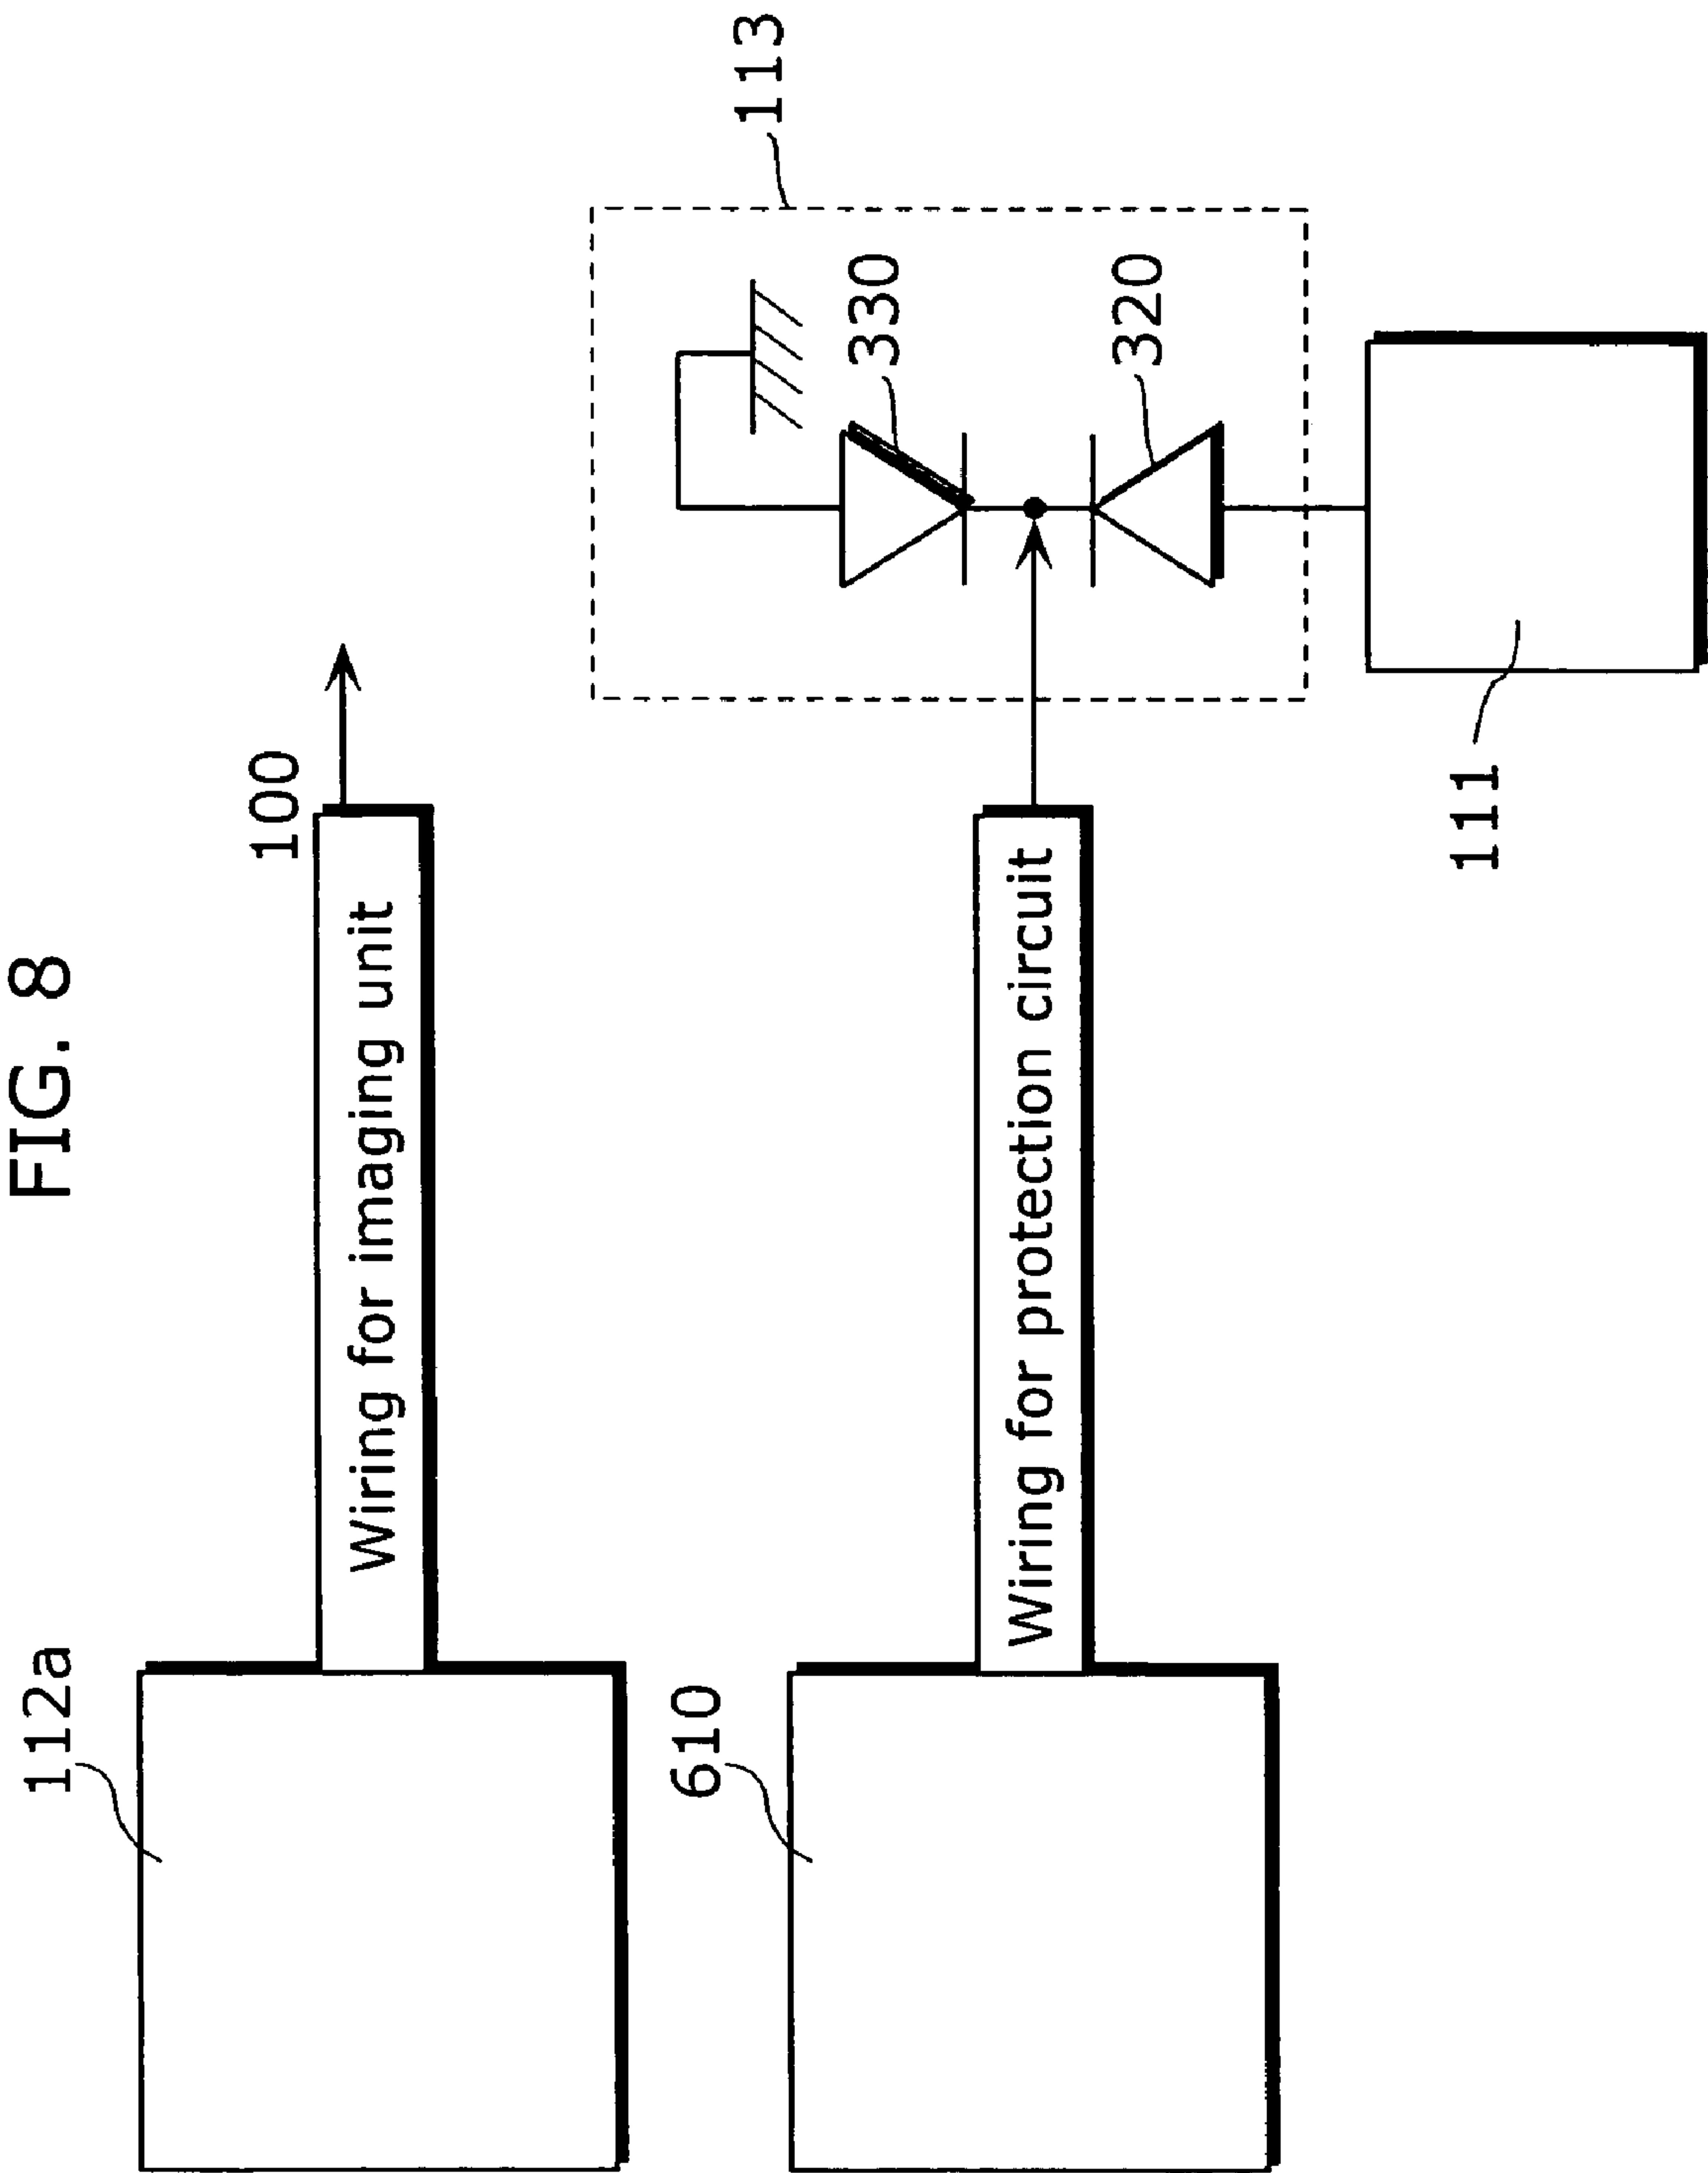 FIG. 8
112a
Wiring for imaging unit
100
610
Wiring for protection circuit
113
330
320
111